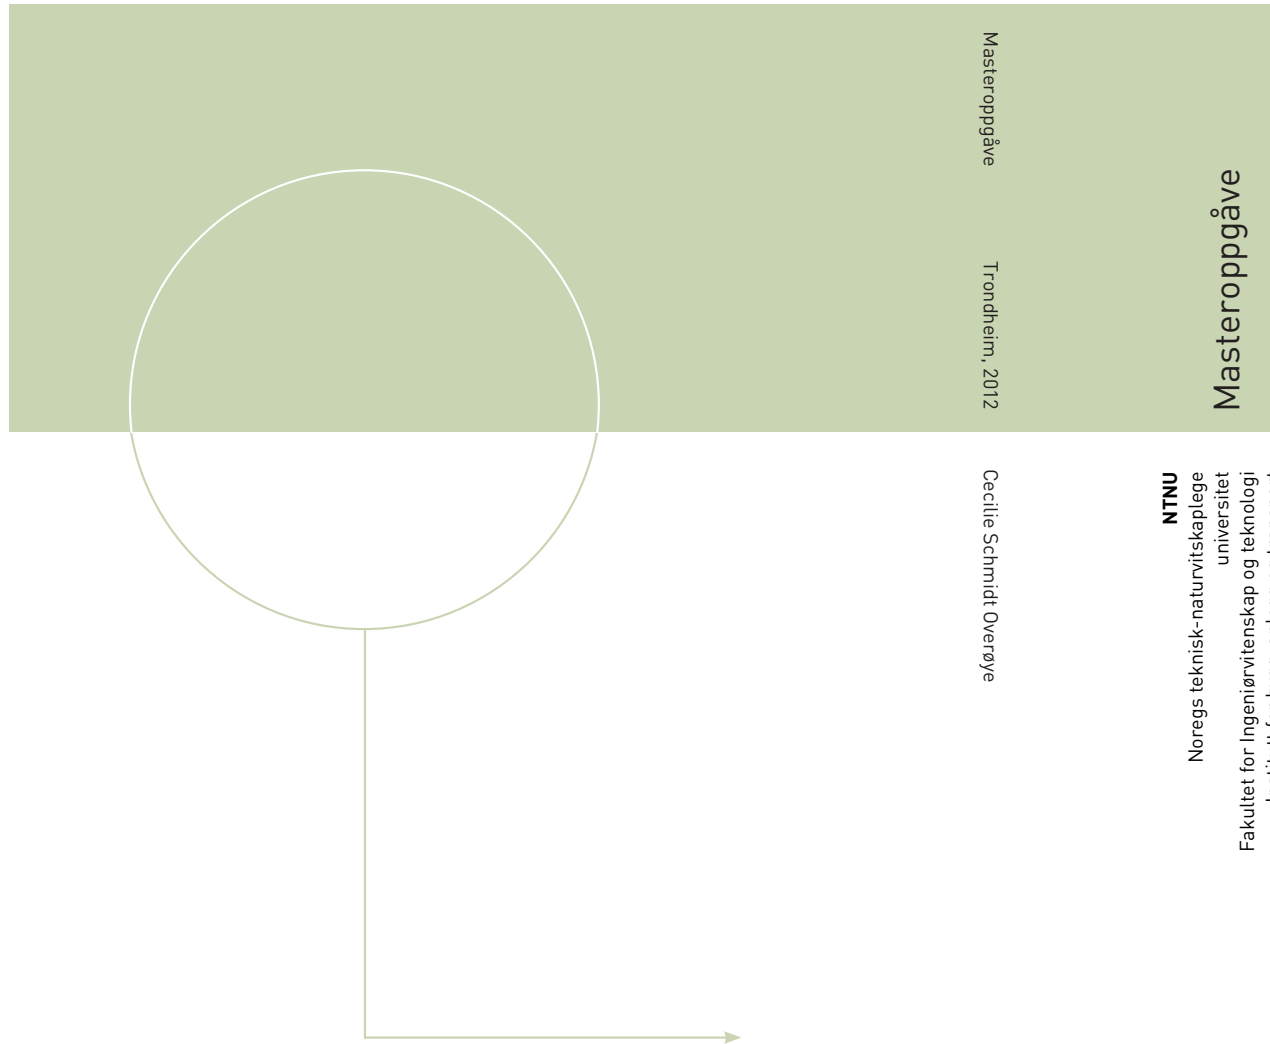 Masteroppgåve
Trondheim, 2012
Cecilie Schmidt Overøye
Masteroppgåve
NTNU
Noregs teknisk-naturvitskaplege
universitet
Fakultet for Ingeniørvitenskap og teknologi